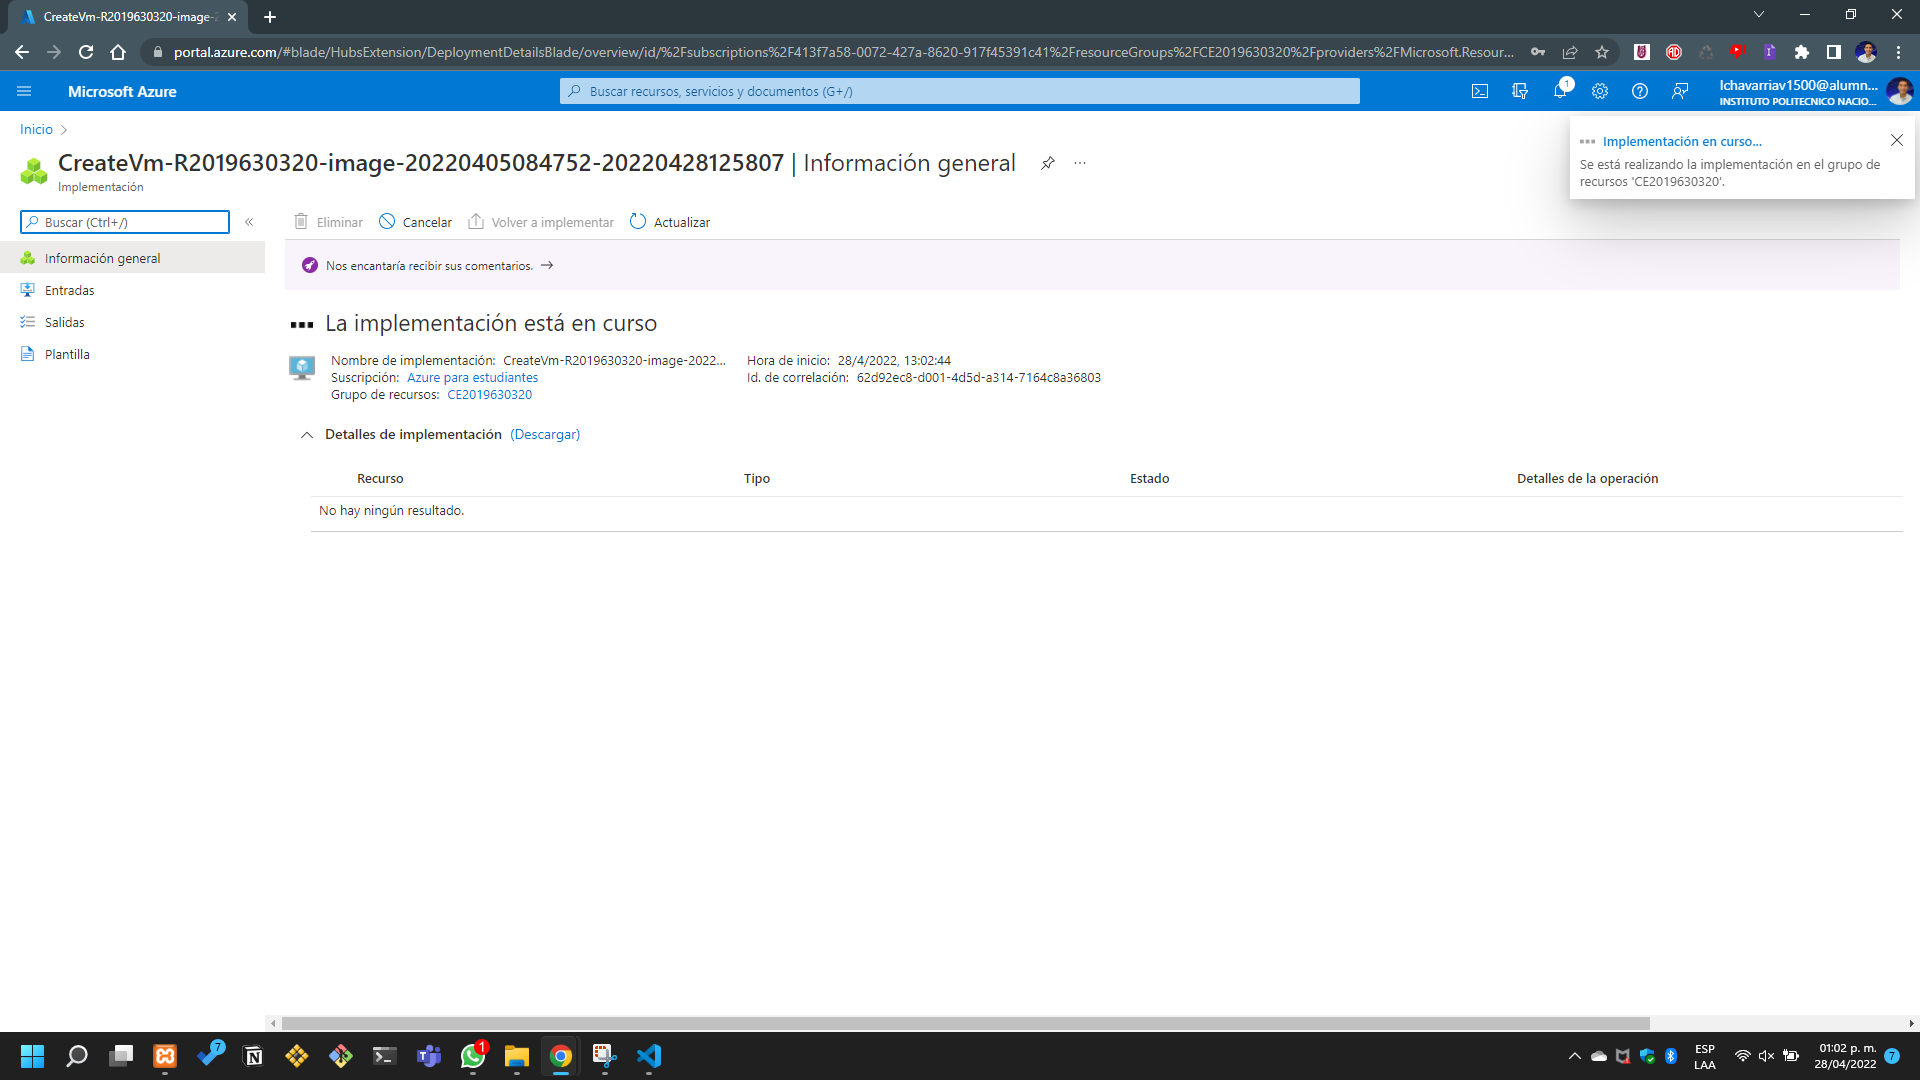 CreateVm-R2019630320-image-2
portal.azure.com/#blade/HubsExtension/DeploymentDetailsBlade/overview/id/%2Fsubscriptions%2F413f7a58-0072-427a-8620-917f45391c41%2FresourceGroups%2FCE2019630320%2Fproviders%2FMicrosoft.Resour...
Microsoft Azure
Buscar recursos, servicios y documentos (G+/)
1
lchavarriav1500@alumn...
INSTITUTO POLITECNICO NACIO...
Inicio
Implementación en curso...
Se está realizando la implementación en el grupo de
recursos 'CE2019630320'.
CreateVm-R2019630320-image-20220405084752-20220428125807 | Información general
Implementación
Buscar (Ctrl+/)
Eliminar
Cancelar
Volver a implementar
Actualizar
Información general
Entradas
Salidas
Plantilla
Nos encantaría recibir sus comentarios.
La implementación está en curso
Nombre de implementación: CreateVm-R2019630320-image-2022...
Suscripción: Azure para estudiantes
Grupo de recursos: CE2019630320
Hora de inicio: 28/4/2022, 13:02:44
Id. de correlación: 62d92ec8-d001-4d5d-a314-7164c8a36803
Detalles de implementación (Descargar)
Recurso Tipo Estado Detalles de la operación
No hay ningún resultado.
7
1
ESP
LAA
01:02 p. m.
28/04/2022
7